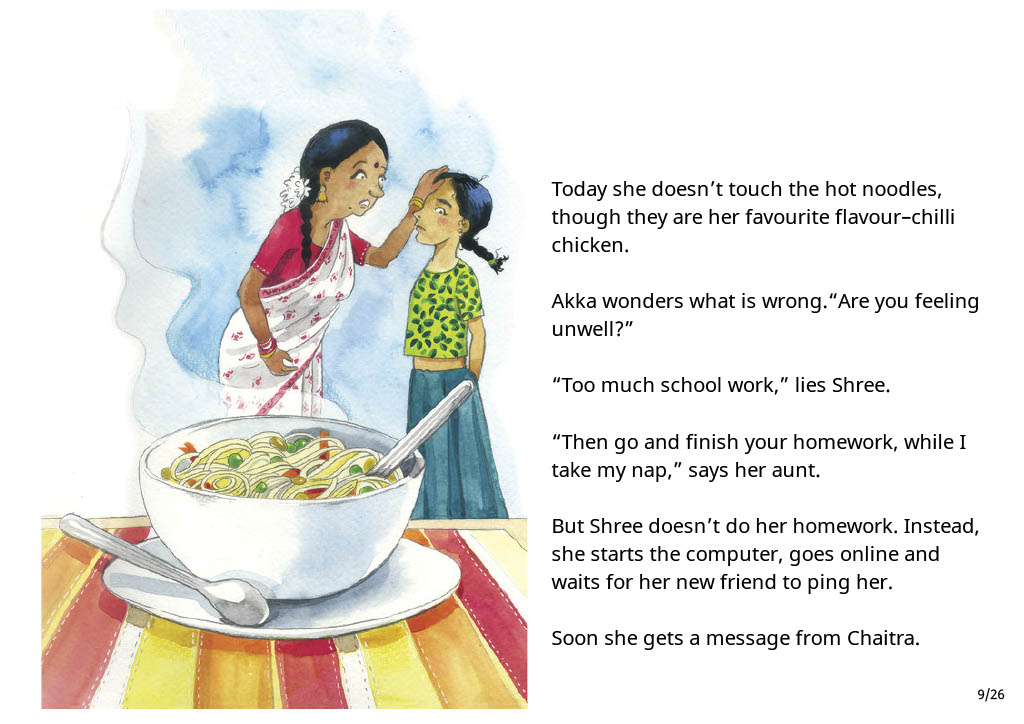 Today she doesn’t touch the hot noodles,
though they are her favourite flavour–chilli
chicken.
Akka wonders what is wrong.“Are you feeling
unwell?”
“Too much school work,” lies Shree.
“Then go and finish your homework, while I
take my nap,” says her aunt.
But Shree doesn’t do her homework. Instead,
she starts the computer, goes online and
waits for her new friend to ping her.
Soon she gets a message from Chaitra.
9/26